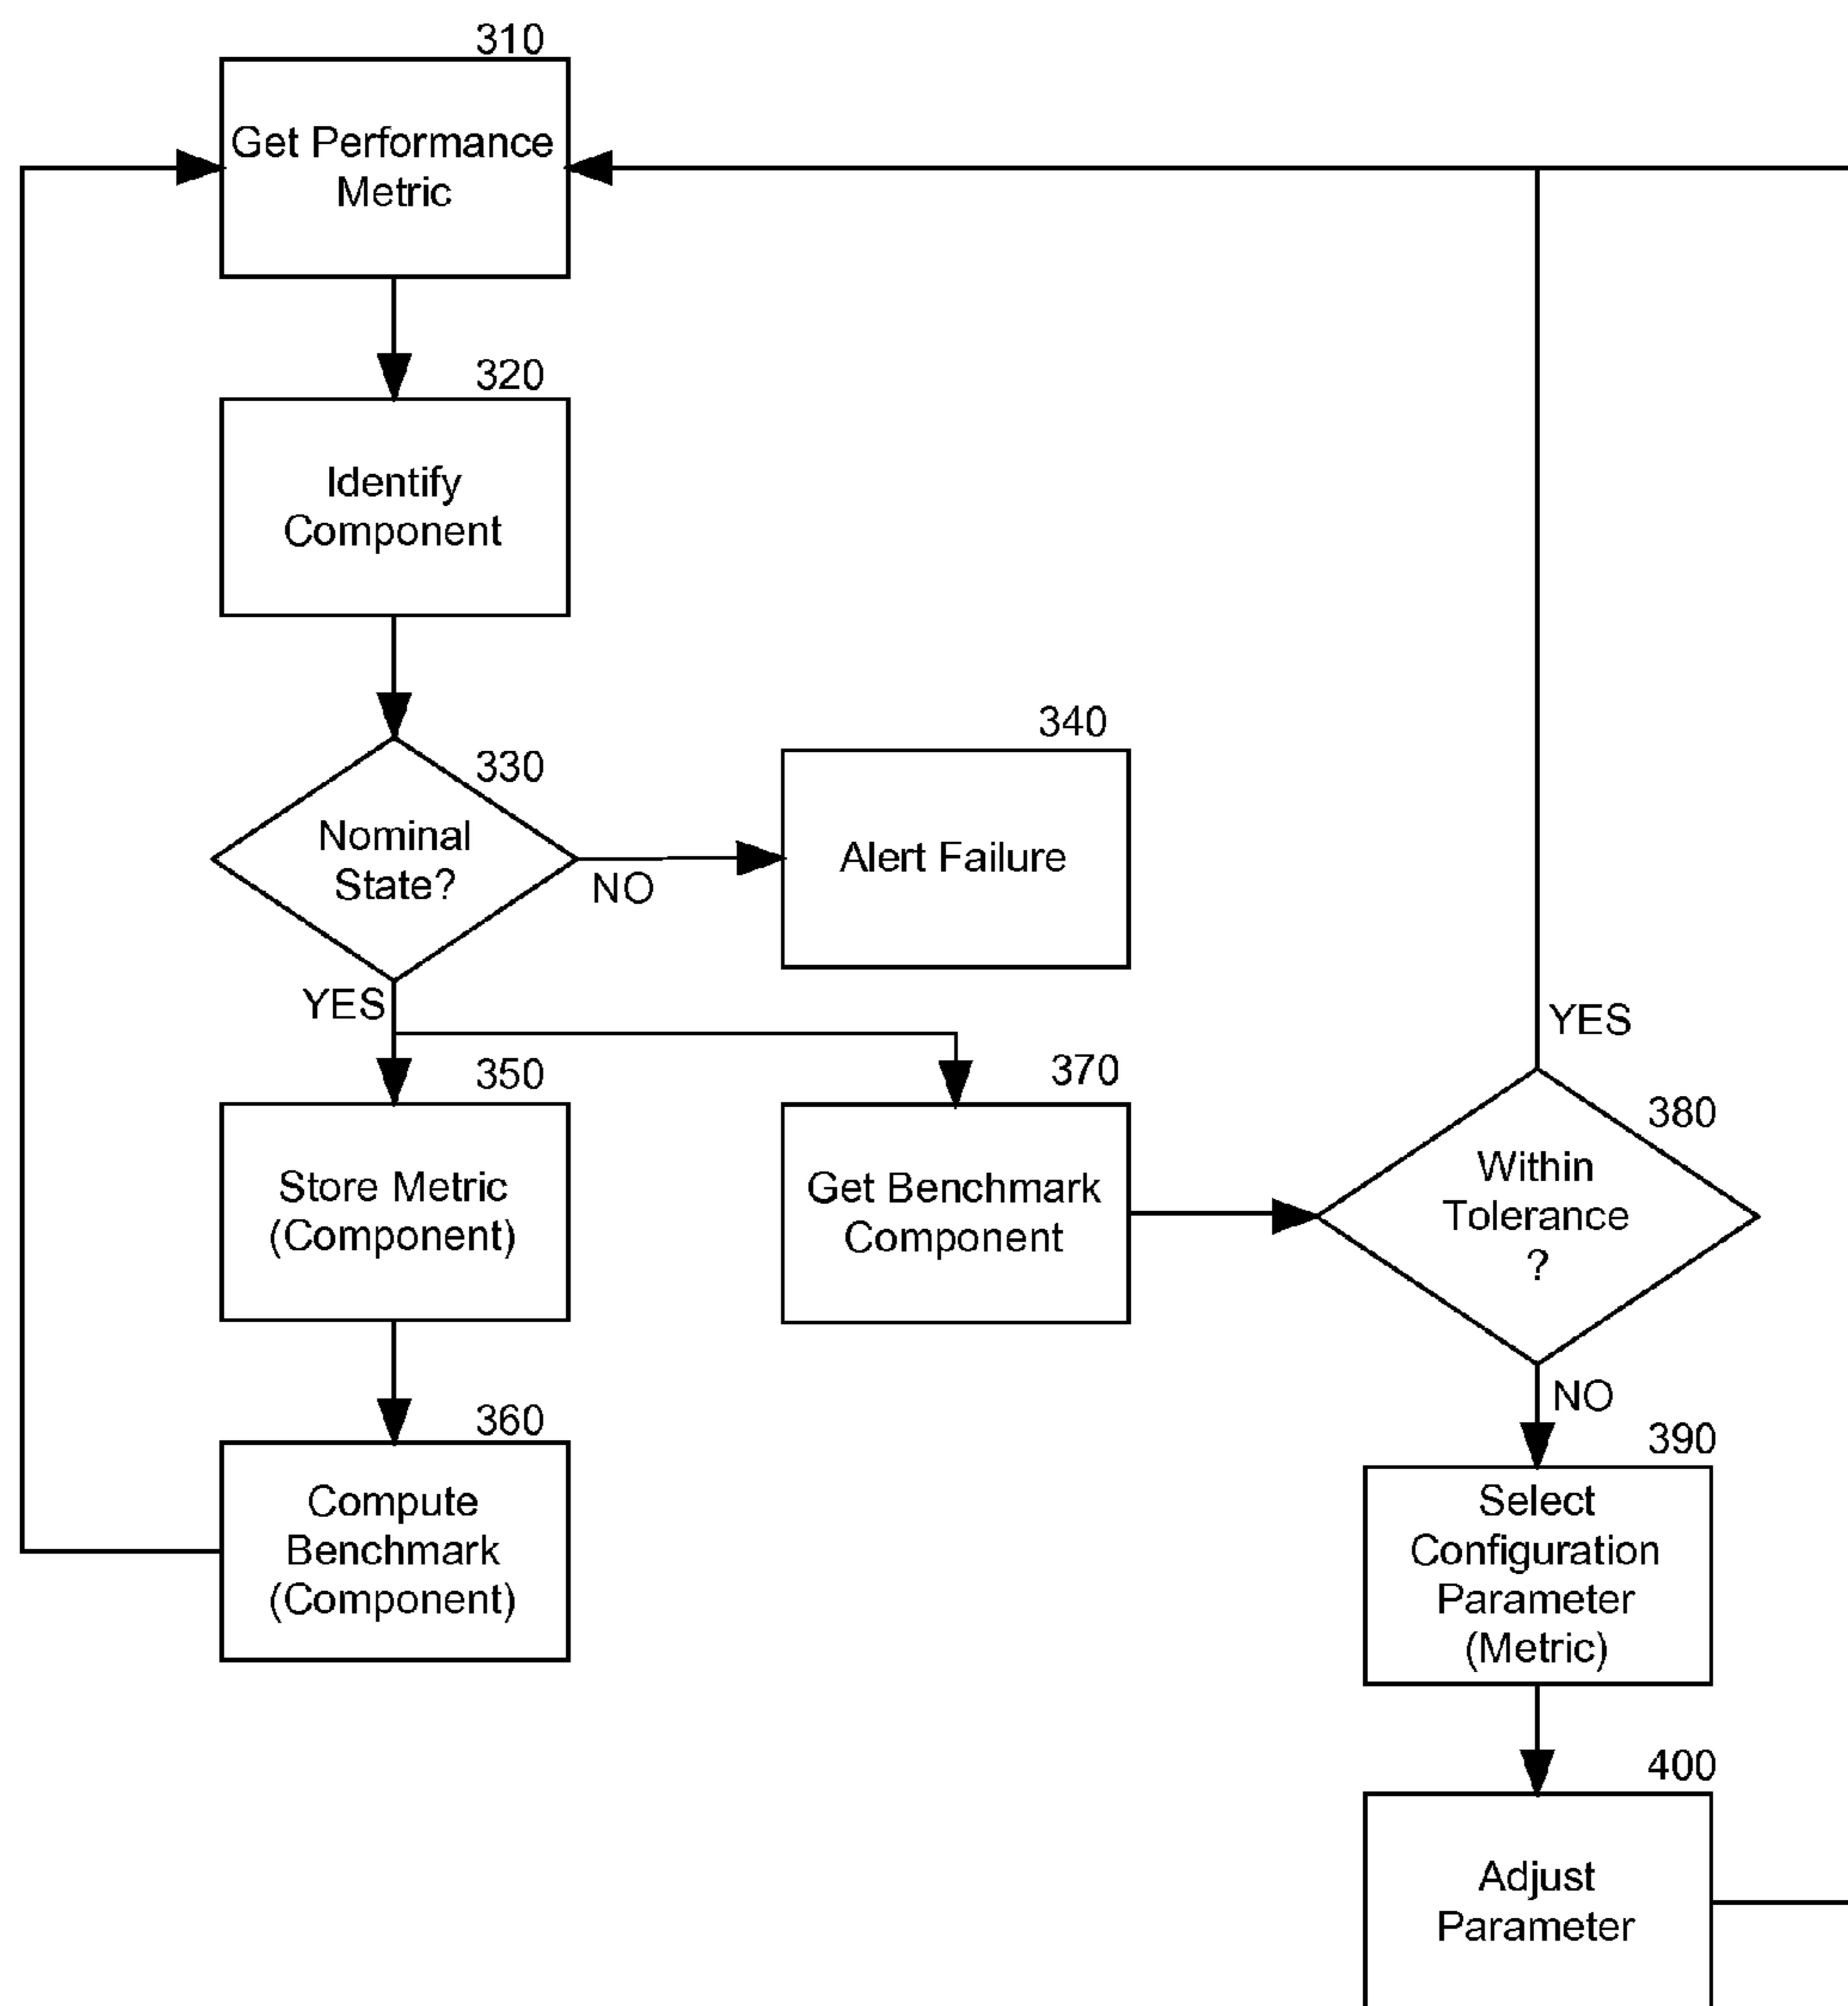 310
Get Performance
Metric
320
Identify
Component
330
Nominal
State?
NO
YES
340
Alert Failure
350
Store Metric
(Component)
360
Compute
Benchmark
(Component)
370
Get Benchmark
Component
YES
380
Within
Tolerance
?
NO
390
Select
Configuration
Parameter
(Metric)
400
Adjust
Parameter